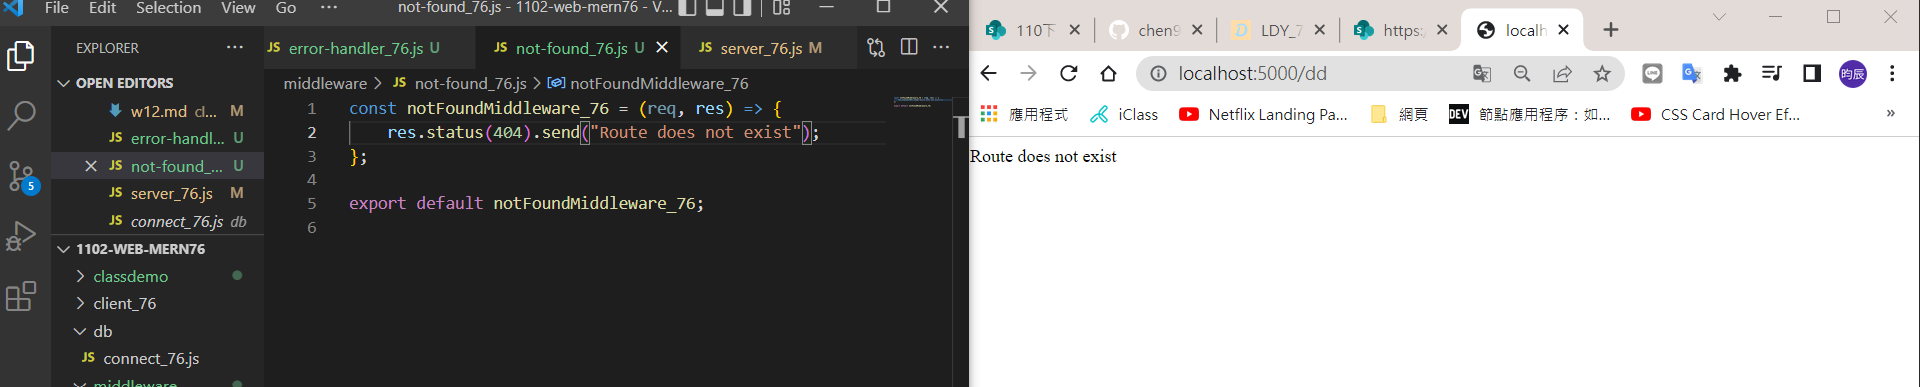 File Edit Selection View Go ··· not-found_76.js - 1102-web-mern76 - V...
EXPLORER ···
OPEN EDITORS
w12.md cl... M
JS error-handl... U
JS not-found_... U
JS server_76.js M
JS connect_76.js db
1102-WEB-MERN76
classdemo
client_76
db
JS connect_76.js
middleware
5
JS error-handler_76.js U
JS not-found_76.js U
JS server_76.js M
middleware > JS not-found_76.js > notFoundMiddleware_76
1 const notFoundMiddleware_76 = (req, res) => {
2 res.status(404).send("Route does not exist");
3 };
4
5 export default notFoundMiddleware_76;
6
110下
chen9
LDY_7
https:
localh
localhost:5000/dd
昀辰
應用程式
iClass
Netflix Landing Pa...
網頁
DEV 節點應用程序：如...
CSS Card Hover Ef...
»
Route does not exist